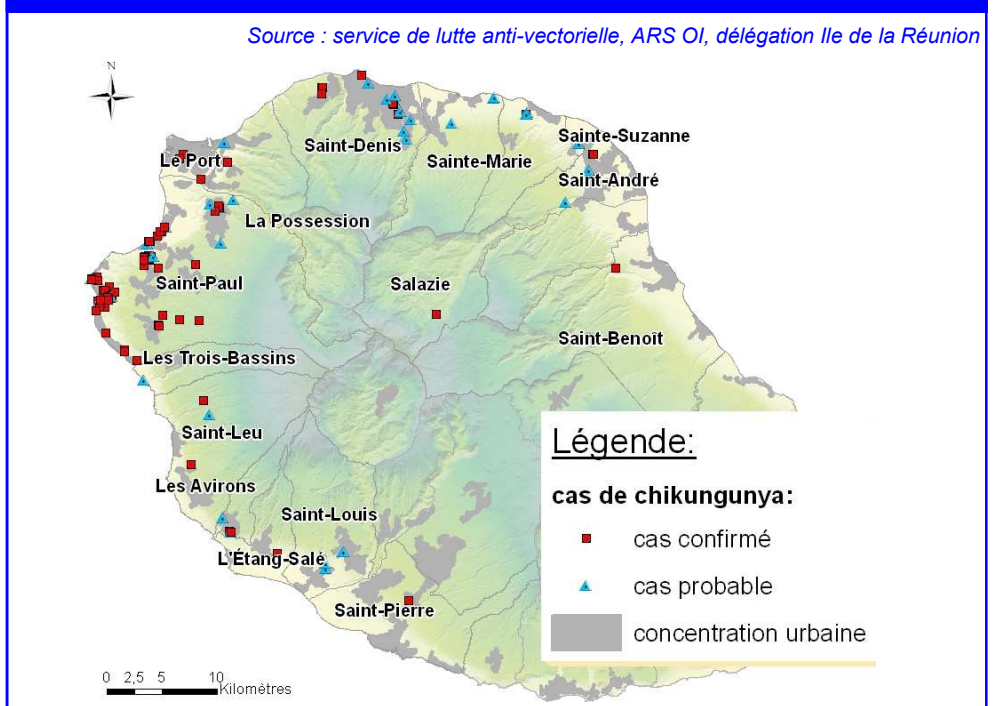 Source : service de lutte anti-vectorielle, ARS OI, délégation Ile de la Réunion
N
Saint-Denis
Sainte-Suzanne
Le Port
Sainte-Marie
Saint-André
La Possession
Saint-Paul
Salazie
Saint-Benoît
Les Trois-Bassins
Saint-Leu
Légende:
Les Avirons
cas de chikungunya:
Saint-Louis
cas confirmé
L'Étang-Salé
cas probable
Saint-Pierre
concentration urbaine
0 2,5 5 10
Kilomètres